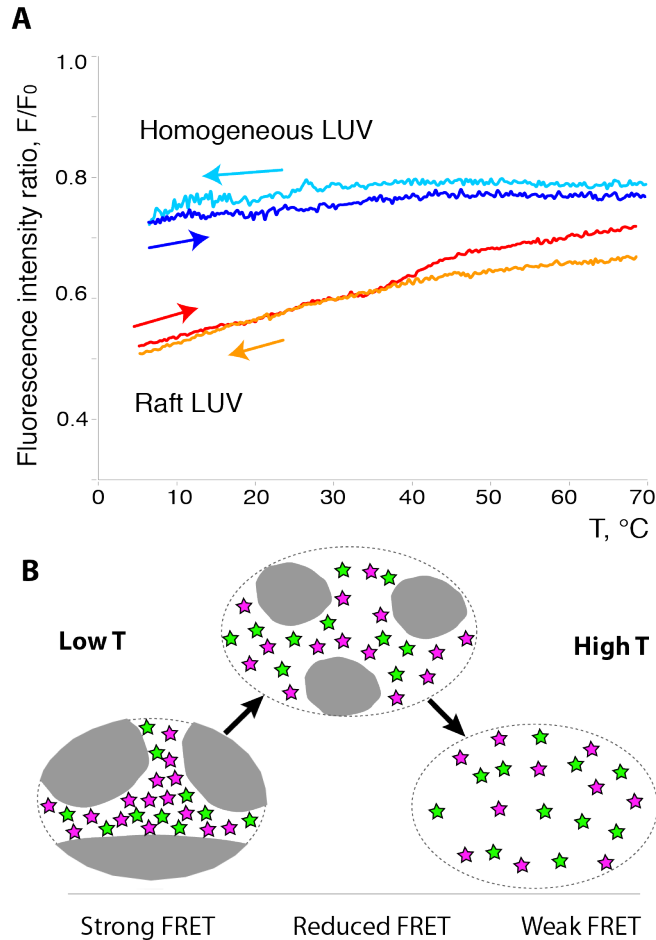 A
Fluorescence intensity ratio, F/F0
1.0
0.8
0.6
0.4
Homogeneous LUV
Raft LUV
0 10 20 30 40 50 60 70
T, °C
B
Low T
High T
Strong FRET Reduced FRET Weak FRET